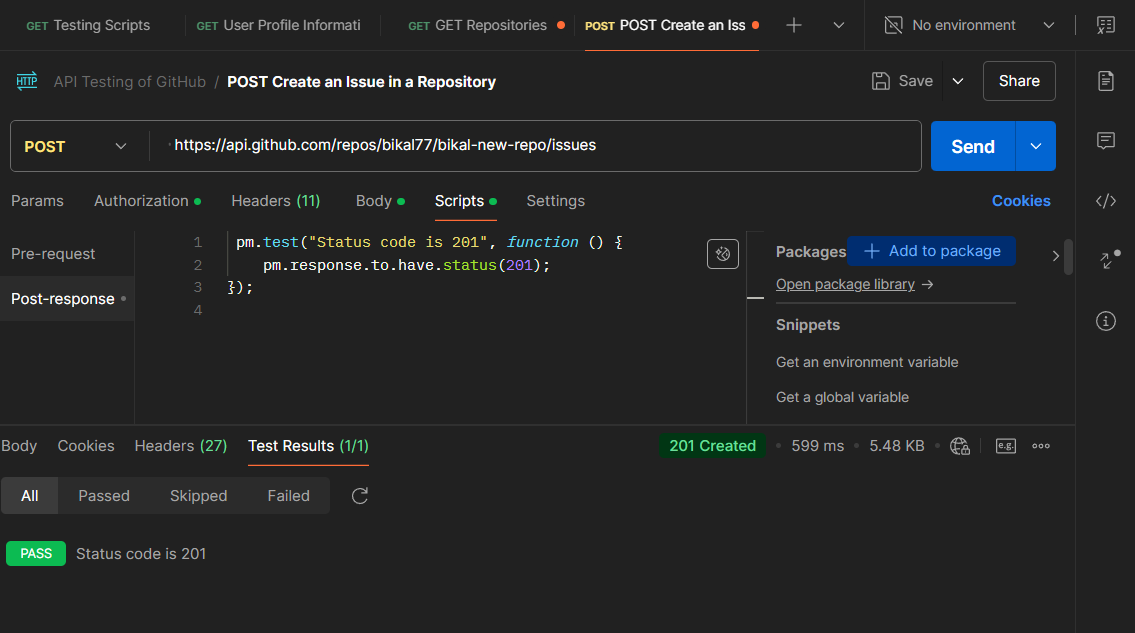 GET Testing Scripts GET User Profile Informati GET GET Repositories POST POST Create an Iss No environment
HTTP API Testing of GitHub / POST Create an Issue in a Repository Save Share
POST https://api.github.com/repos/bikal77/bikal-new-repo/issues Send
Params Authorization Headers (11) Body Scripts Settings Cookies
Pre-request
Post-response
1 pm.test("Status code is 201", function () {
2 pm.response.to.have.status(201);
3 });
4
Packages Add to package
Open package library →
Snippets
Get an environment variable
Get a global variable
Body Cookies Headers (27) Test Results (1/1) 201 Created 599 ms 5.48 KB e.g.
All Passed Skipped Failed
PASS Status code is 201